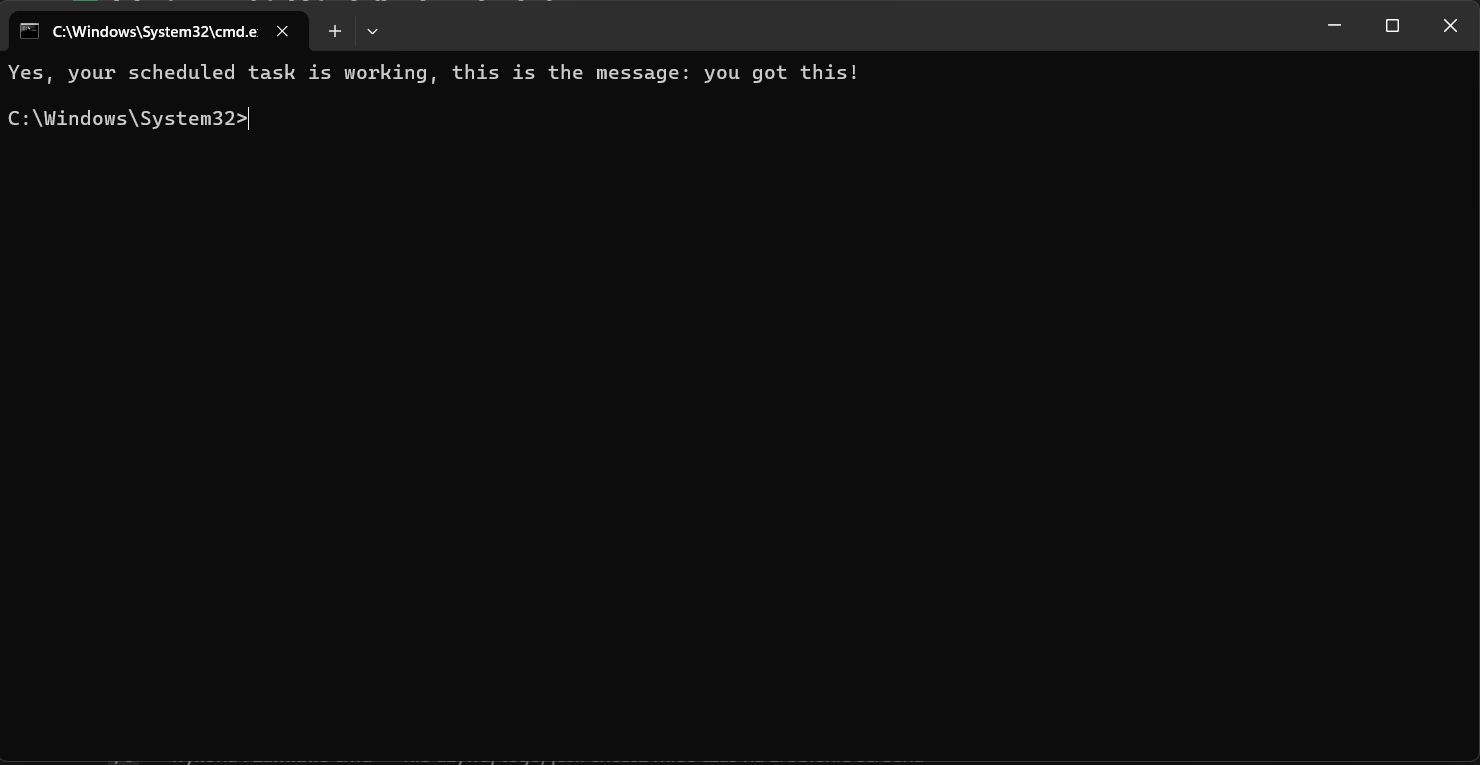 C:\Windows\System32\cmd.e
Yes, your scheduled task is working, this is the message: you got this!
C:\Windows\System32>